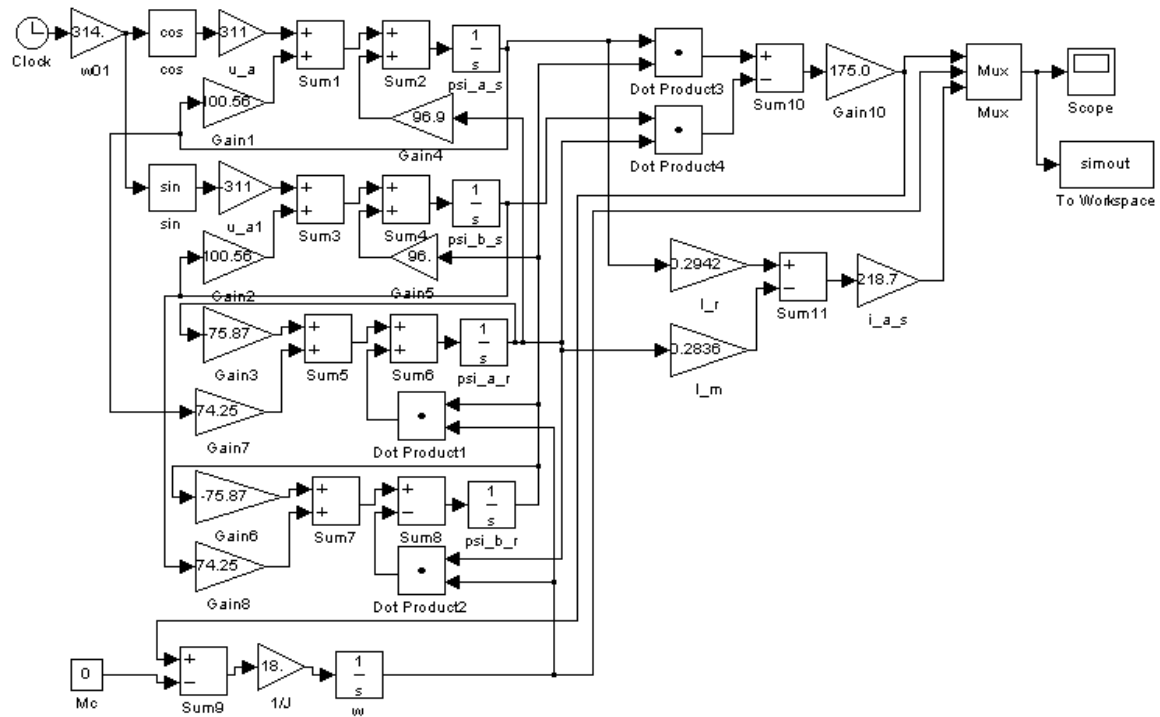 Clock
314.
w01
cos
cos
311
u_a
+
+
Sum1
+
+
Sum2
1
s
psi_a_s
100.56
Gain1
96.9
Gain4
Dot Product3
Dot Product4
+
−
Sum10
175.0
Gain10
Mux
Mux
Scope
simout
To Workspace
sin
sin
311
u_a1
+
+
Sum3
+
+
Sum4
1
s
psi_b_s
100.56
Gain2
96.
Gain5
0.2942
l_r
0.2836
l_m
+
−
Sum11
218.7
i_a_s
-75.87
Gain3
+
+
Sum5
+
+
Sum6
1
s
psi_a_r
74.25
Gain7
Dot Product1
-75.87
Gain6
+
+
Sum7
+
−
Sum8
1
s
psi_b_r
74.25
Gain8
Dot Product2
0
Mc
+
−
Sum9
18.
1/J
1
s
w